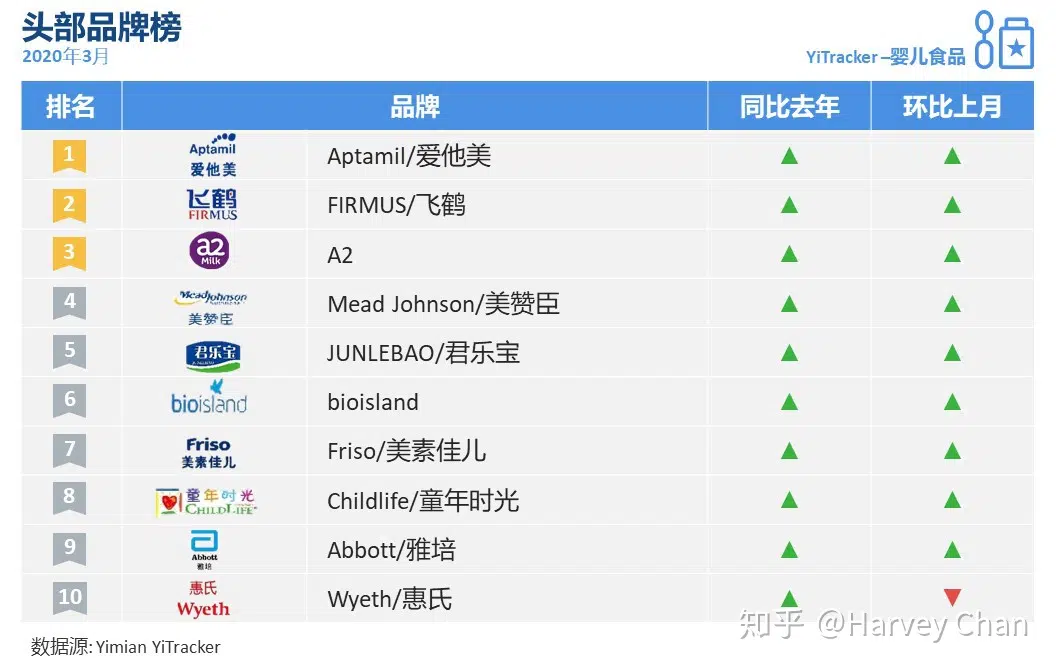 头部品牌榜
2020年3月
YiTracker –婴儿食品
排名 品牌 同比去年 环比上月
1 Aptamil 爱他美 Aptamil/爱他美 ▲ ▲
2 飞鹤 FIRMUS FIRMUS/飞鹤 ▲ ▲
3 a2 Milk A2 ▲ ▲
4 MeadJohnson 美赞臣 Mead Johnson/美赞臣 ▲ ▲
5 君乐宝 JUNLEBAO/君乐宝 ▲ ▲
6 bioisland bioisland ▲ ▲
7 Friso 美素佳儿 Friso/美素佳儿 ▲ ▲
8 童年时光 CHILDLIFE Childlife/童年时光 ▲ ▲
9 Abbott 雅培 Abbott/雅培 ▲ ▲
10 惠氏 Wyeth Wyeth/惠氏 ▲ ▼
知乎 @Harvey Chan
数据源: Yimian YiTracker